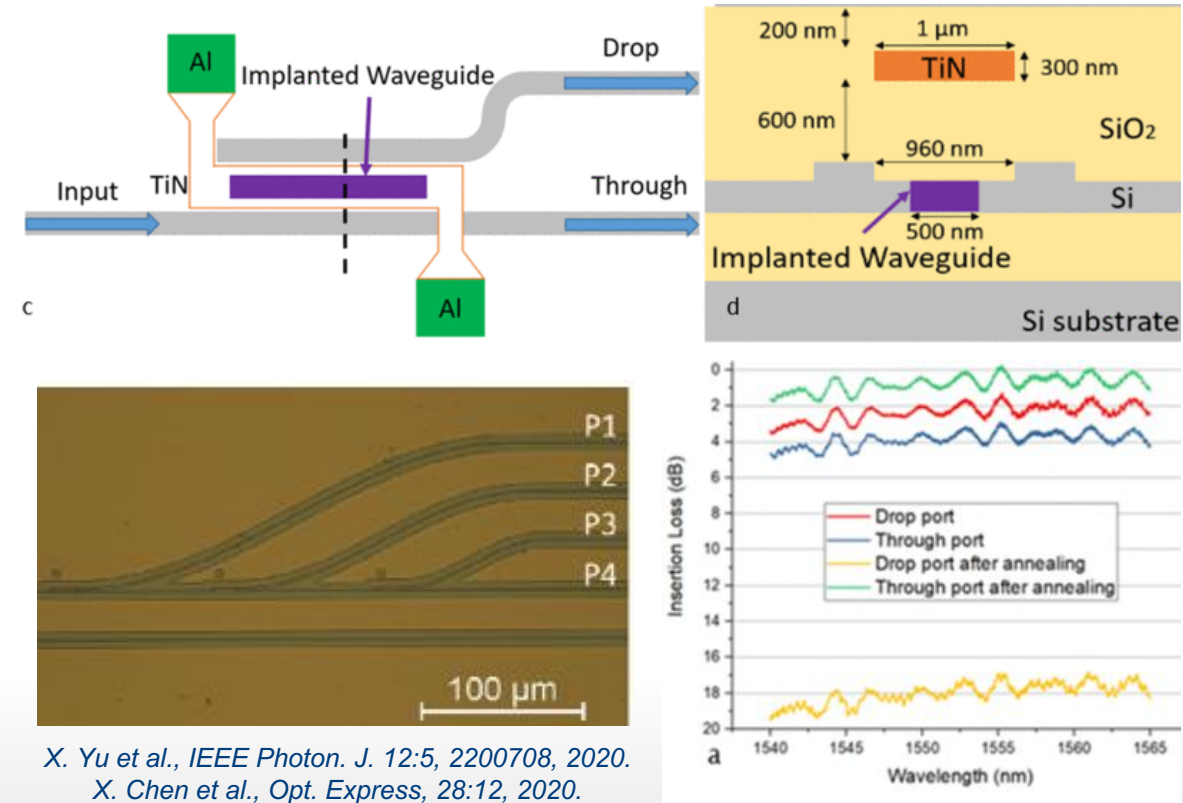 Al
Implanted Waveguide
Drop
Input
TiN
Through
Al
c
200 nm
1 μm
TiN
300 nm
600 nm
SiO₂
960 nm
Si
500 nm
Implanted Waveguide
d
Si substrate
P1
P2
P3
P4
100 μm
X. Yu et al., IEEE Photon. J. 12:5, 2200708, 2020.
X. Chen et al., Opt. Express, 28:12, 2020.
0
2
4
6
8
10
12
14
16
18
20
Insertion Loss (dB)
Drop port
Through port
Drop port after annealing
Through port after annealing
1540
1545
1550
1555
1560
1565
a
Wavelength (nm)